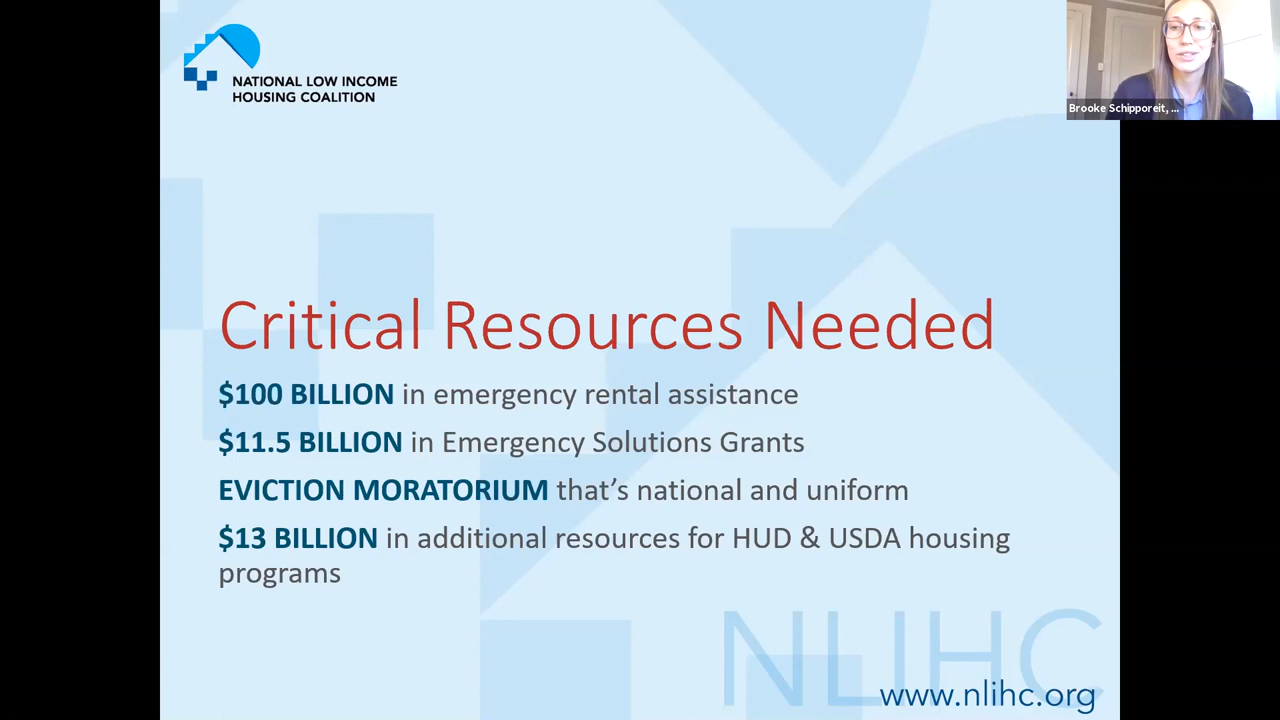 NATIONAL LOW INCOME
HOUSING COALITION
Brooke Schipporeit, ...
Critical Resources Needed
$100 BILLION in emergency rental assistance
$11.5 BILLION in Emergency Solutions Grants
EVICTION MORATORIUM that's national and uniform
$13 BILLION in additional resources for HUD & USDA housing
programs
NLIHC
www.nlihc.org